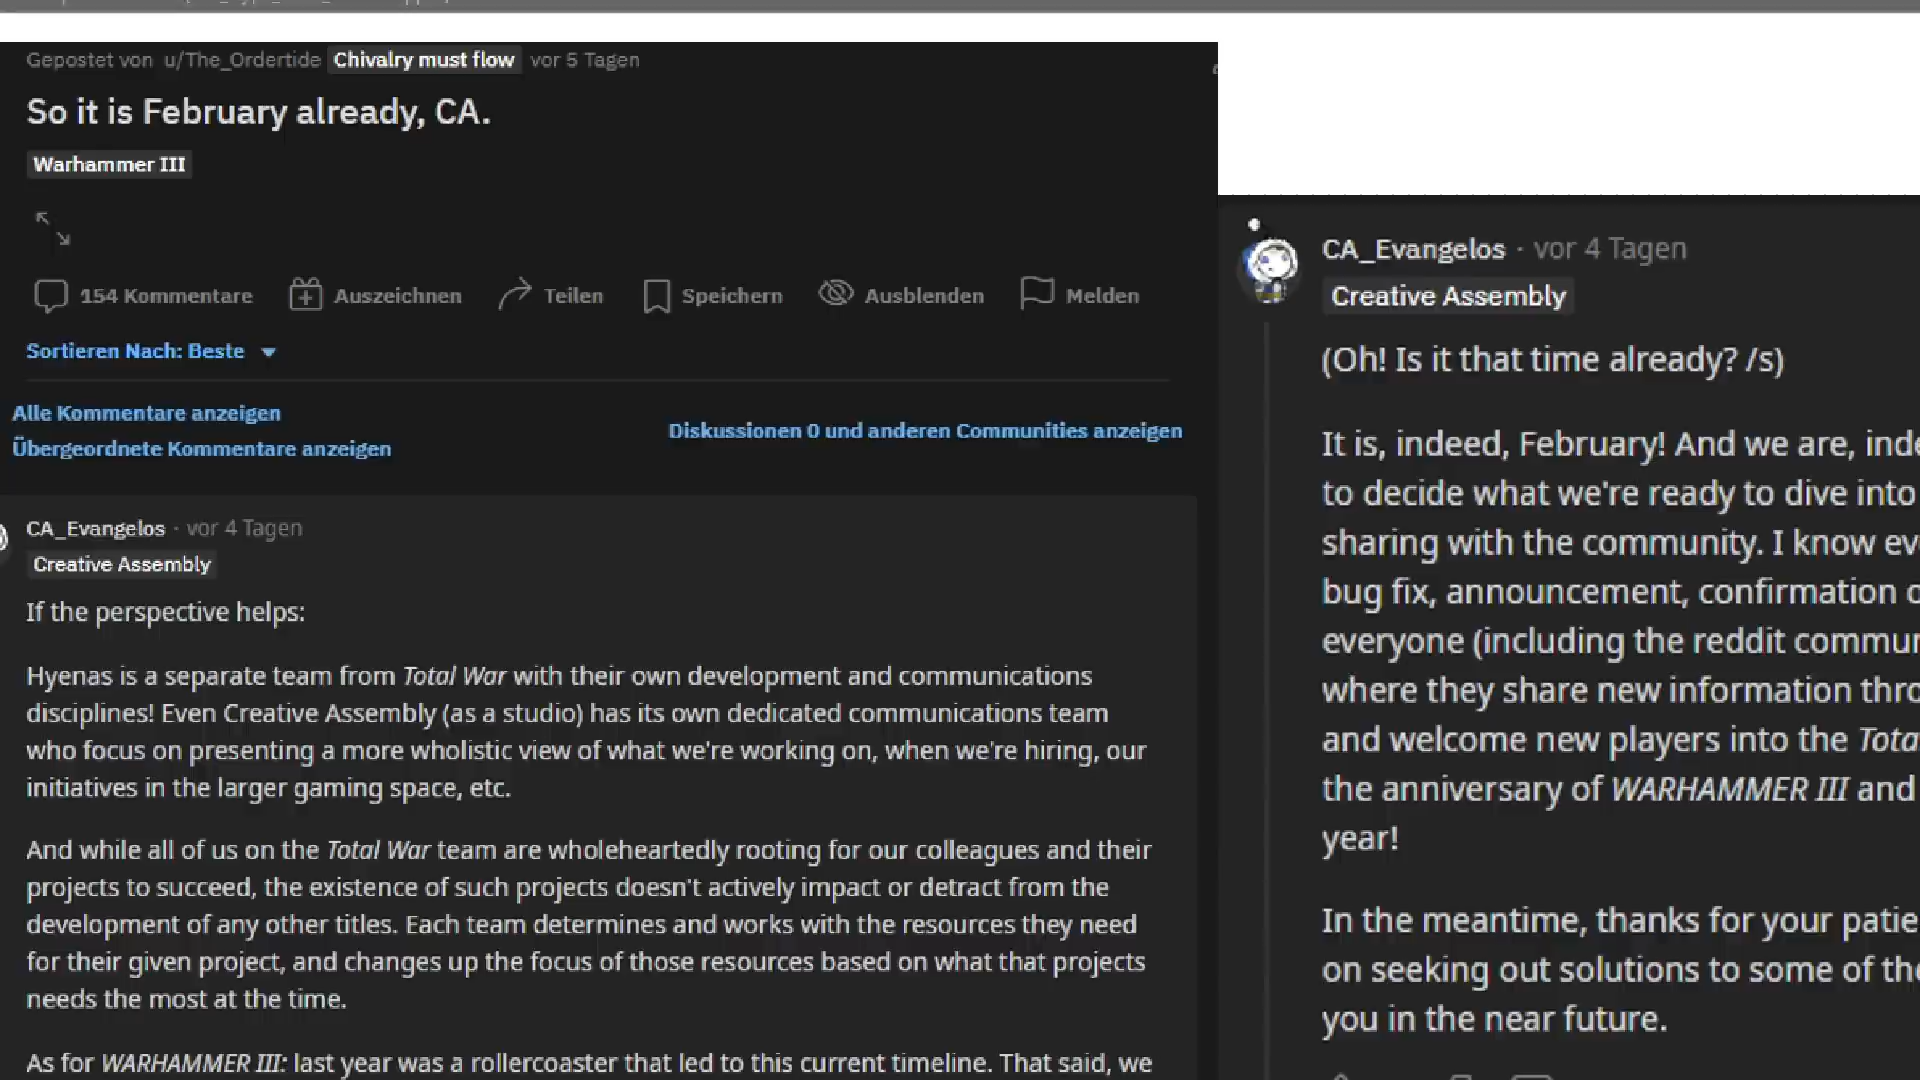 Gepostet von u/The_Ordertide Chivalry must flow vor 5 Tagen
So it is February already, CA.
Warhammer III
154 Kommentare Auszeichnen Teilen Speichern Ausblenden Melden
Sortieren Nach: Beste
Alle Kommentare anzeigen
Übergeordnete Kommentare anzeigen
Diskussionen 0 und anderen Communities anzeigen
CA_Evangelos · vor 4 Tagen
Creative Assembly
If the perspective helps:
Hyenas is a separate team from Total War with their own development and communications
disciplines! Even Creative Assembly (as a studio) has its own dedicated communications team
who focus on presenting a more wholistic view of what we're working on, when we're hiring, our
initiatives in the larger gaming space, etc.
And while all of us on the Total War team are wholeheartedly rooting for our colleagues and their
projects to succeed, the existence of such projects doesn't actively impact or detract from the
development of any other titles. Each team determines and works with the resources they need
for their given project, and changes up the focus of those resources based on what that projects
needs the most at the time.
As for WARHAMMER III: last year was a rollercoaster that led to this current timeline. That said, we
CA_Evangelos · vor 4 Tagen
Creative Assembly
(Oh! Is it that time already? /s)
It is, indeed, February! And we are,
to decide what we're ready to dive into
sharing with the community. I know
bug fix, announcement, confirmation
everyone (including the reddit
where they share new information
and welcome new players into the
the anniversary of WARHAMMER III and
year!
In the meantime, thanks for your
on seeking out solutions to some of
you in the near future.